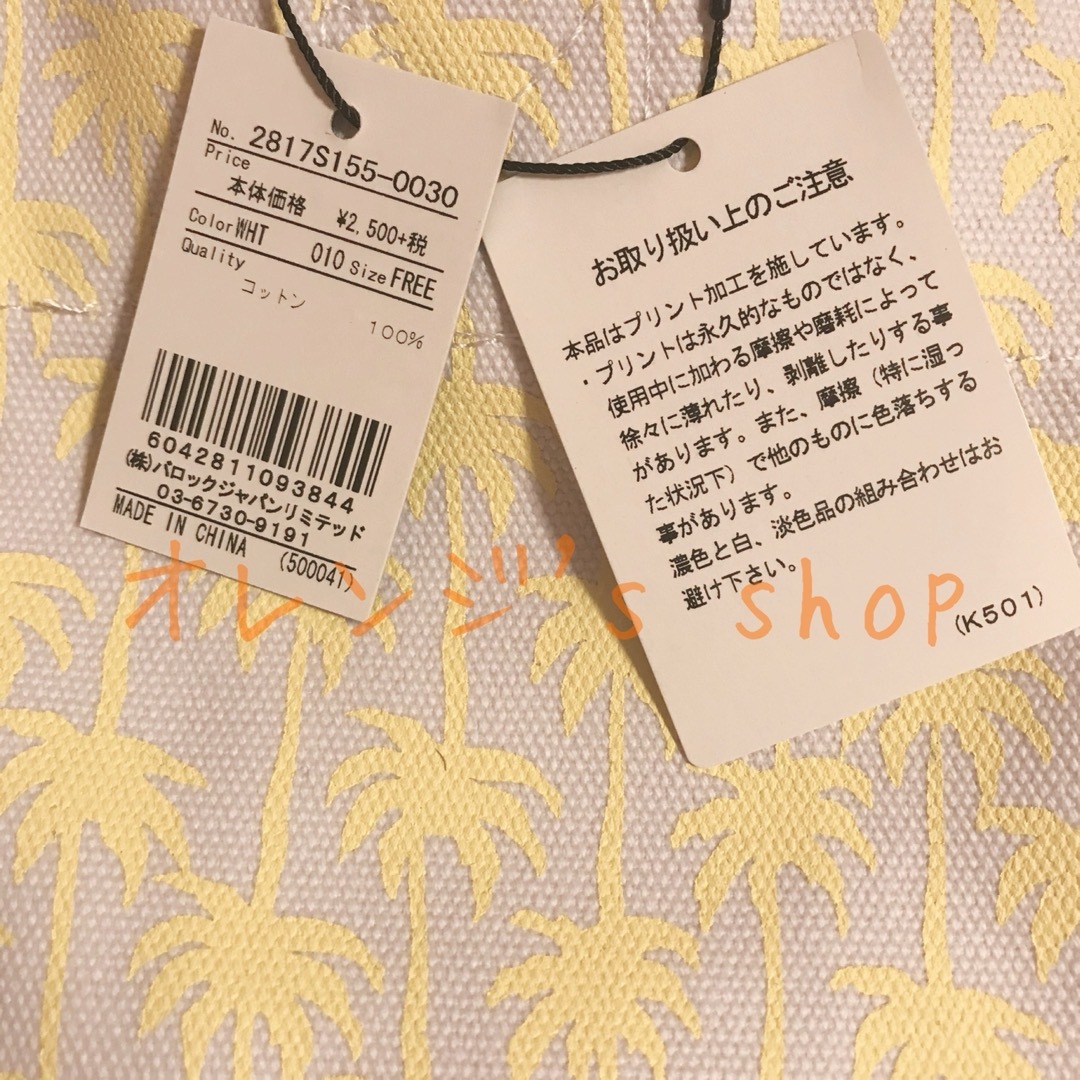 No. 2817S155-0030
Price
本体価格 ¥2,500+税
Color WHT 010 Size FREE
Quality
コットン
100%
6042811093844
(株)バロックジャパンリミテッド
03-6730-9191
MADE IN CHINA (500041)
お取り扱い上のご注意
本品はプリント加工を施しています。
・プリントは永久的なものではなく、
使用中に加わる摩擦や磨耗によって
徐々に薄れたり、剥離したりする事
があります。また、摩擦（特に湿っ
た状況下）で他のものに色落ちする
事があります。
濃色と白、淡色品の組み合わせはお
避け下さい。
(K501)
オレンジ's shop